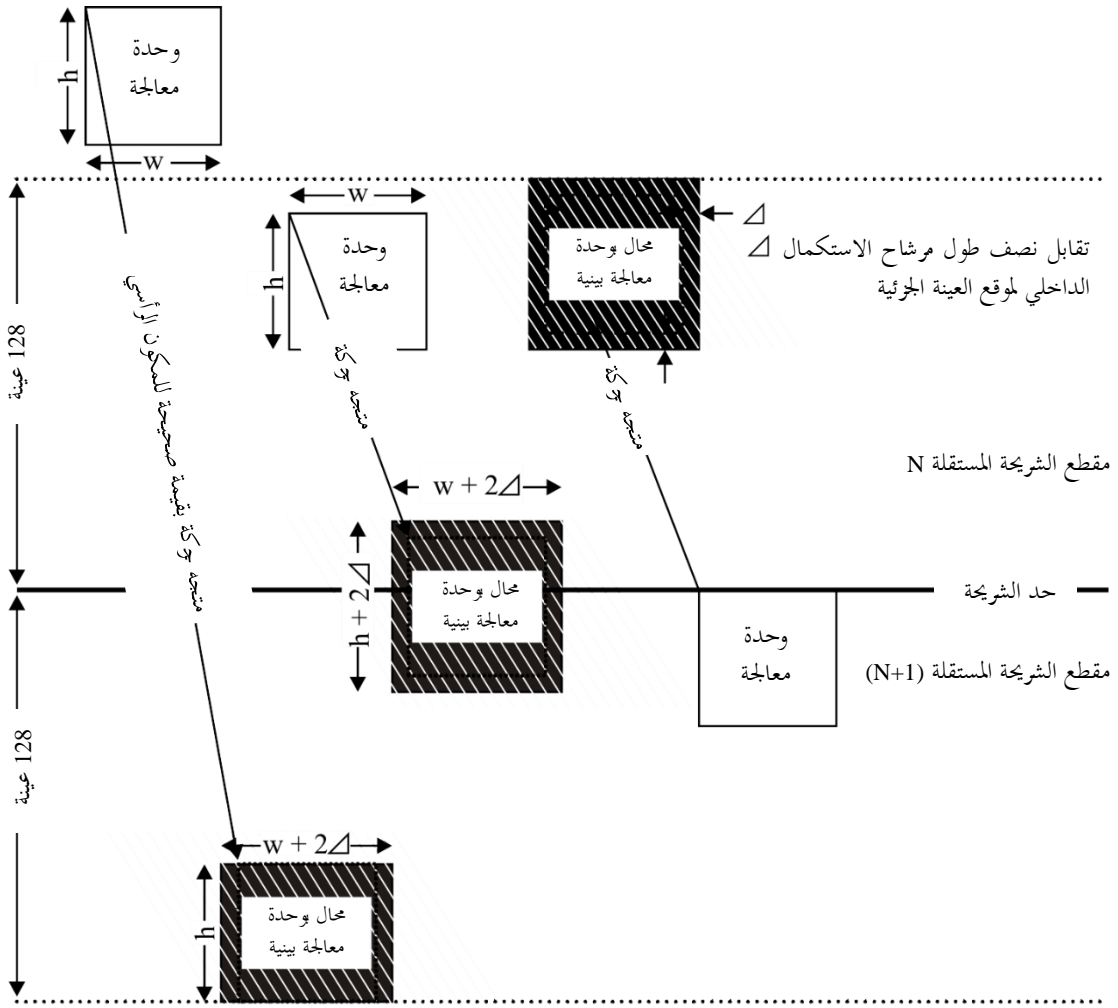 وحدة
معالجة
h
w
w
وحدة
معالجة
h
محال بوحدة
معالجة بينية
⊿
تقابل نصف طول مرشاح الاستكمال ⊿
الداخلي لموقع العينة الجزئية
128 عينة
متجه حركة بقيمة صحيحة للمكون الرأسي
متجه حركة
متجه حركة
مقطع الشريحة المستقلة N
w + 2⊿
h + 2⊿
محال بوحدة
معالجة بينية
حد الشريحة
وحدة
معالجة
مقطع الشريحة المستقلة (N+1)
128 عينة
w + 2⊿
h
محال بوحدة
معالجة بينية